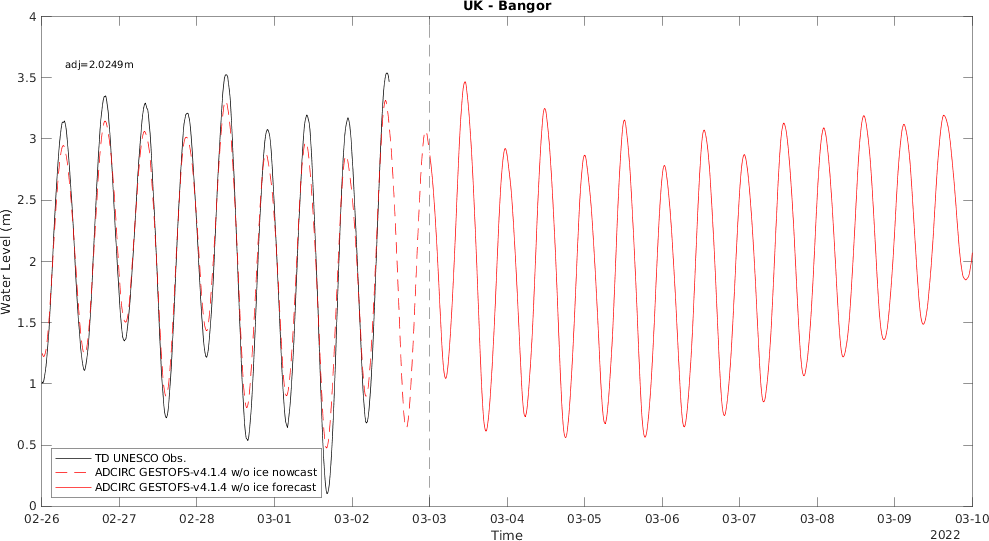 UK - Bangor
4
adj=2.0249m
3.5
3
2.5
2
1.5
1
0.5
0
Water Level (m)
TD UNESCO Obs.
ADCIRC GESTOFS-v4.1.4 w/o ice nowcast
ADCIRC GESTOFS-v4.1.4 w/o ice forecast
02-26 02-27 02-28 03-01 03-02 03-03 03-04 03-05 03-06 03-07 03-08 03-09 03-10
Time
2022